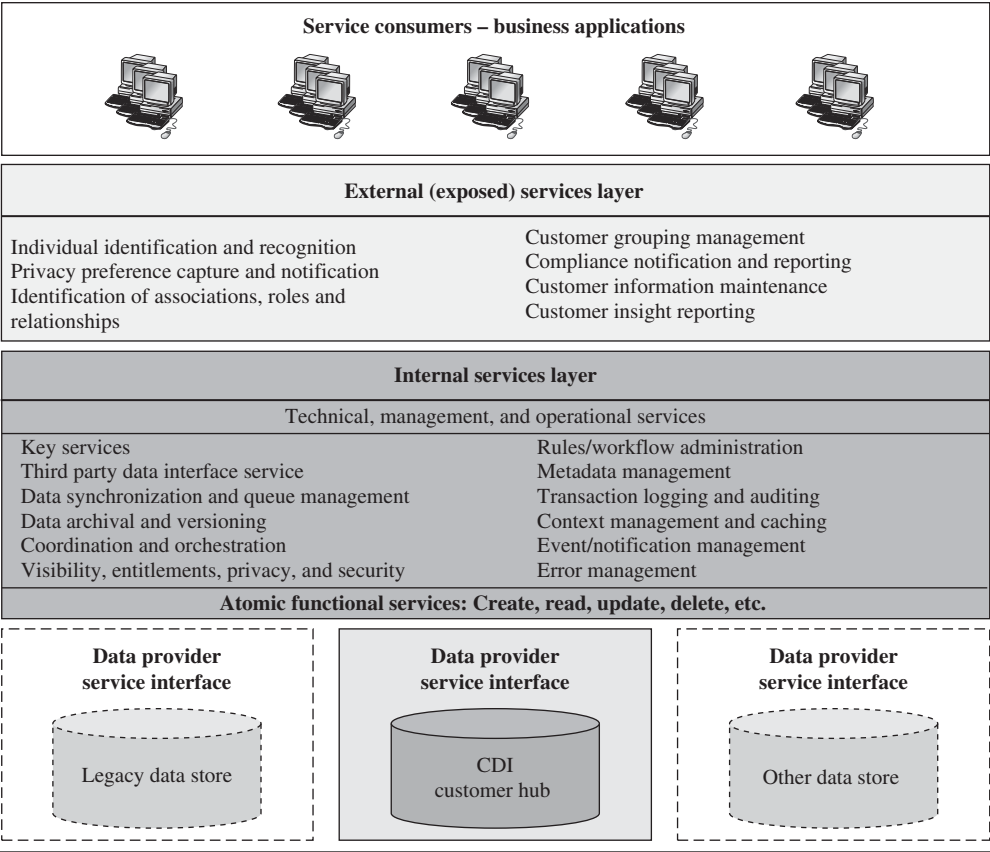 Service consumers – business applications
External (exposed) services layer
Individual identification and recognition
Privacy preference capture and notification
Identification of associations, roles and
relationships
Customer grouping management
Compliance notification and reporting
Customer information maintenance
Customer insight reporting
Internal services layer
Technical, management, and operational services
Key services
Third party data interface service
Data synchronization and queue management
Data archival and versioning
Coordination and orchestration
Visibility, entitlements, privacy, and security
Rules/workflow administration
Metadata management
Transaction logging and auditing
Context management and caching
Event/notification management
Error management
Atomic functional services: Create, read, update, delete, etc.
Data provider
service interface
Legacy data store
Data provider
service interface
CDI
customer hub
Data provider
service interface
Other data store